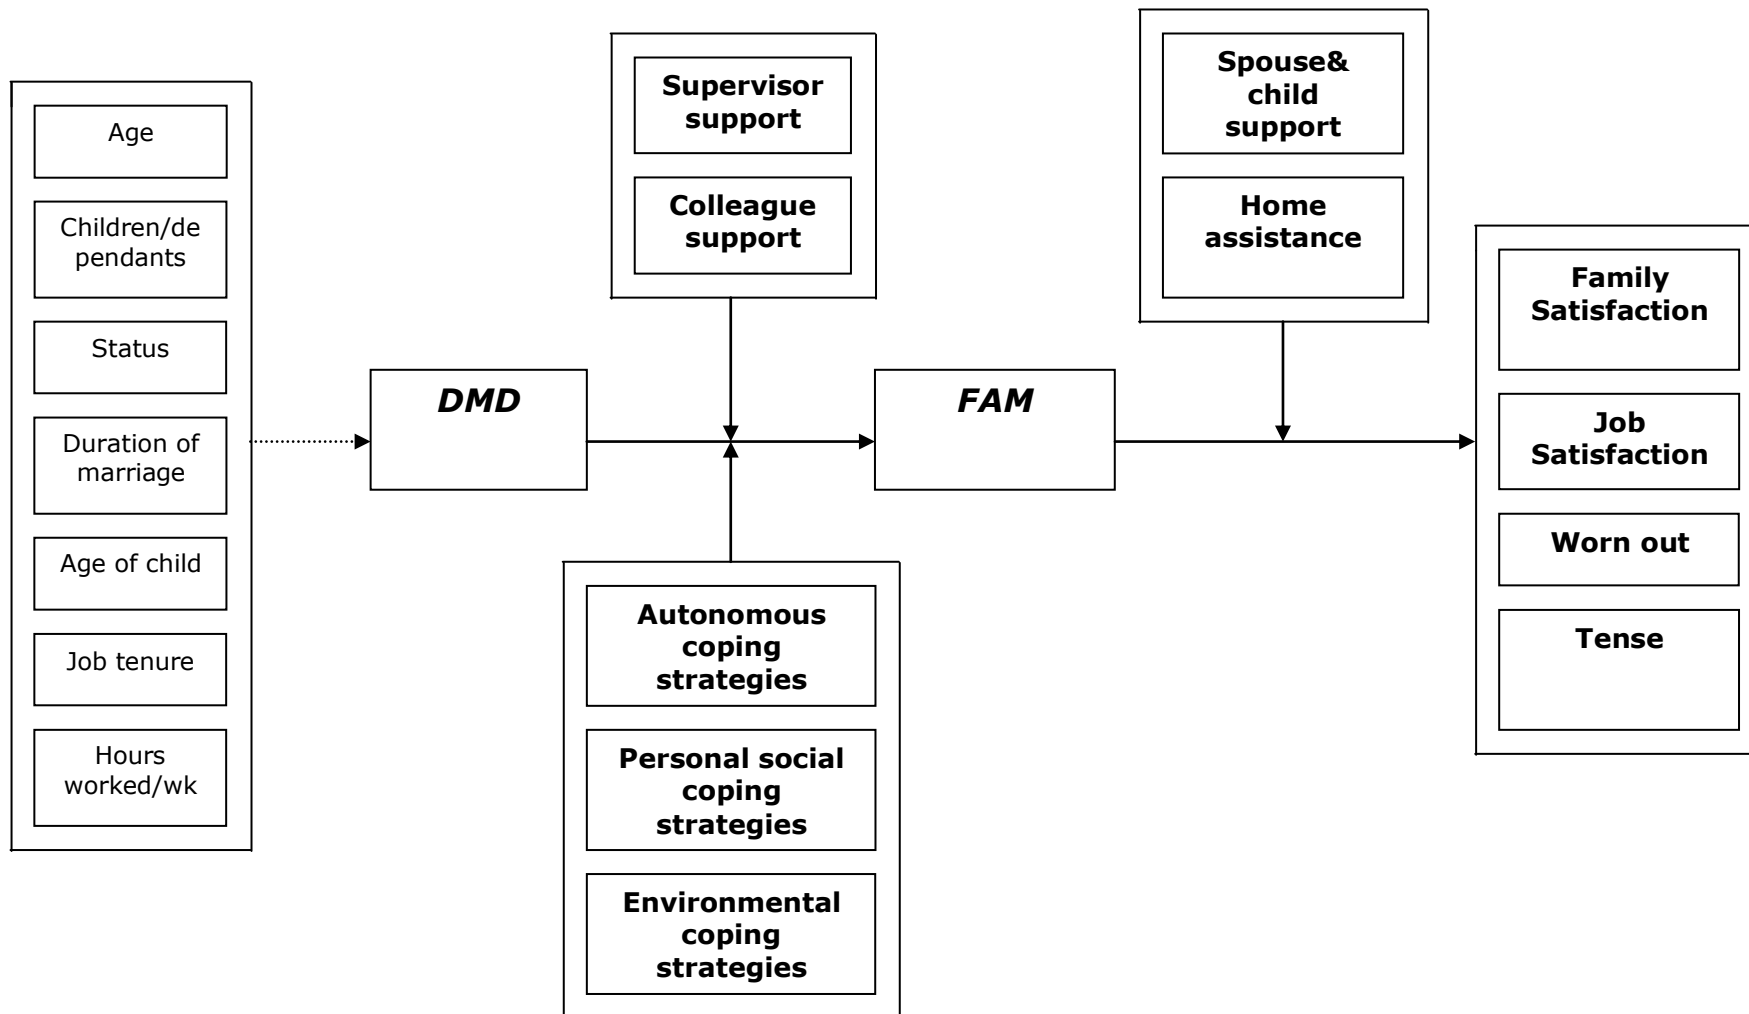 Age
Children/de
pendants
Status
Duration of
marriage
Age of child
Job tenure
Hours
worked/wk
DMD
Supervisor
support
Colleague
support
Autonomous
coping
strategies
Personal social
coping
strategies
Environmental
coping
strategies
FAM
Spouse&
child
support
Home
assistance
Family
Satisfaction
Job
Satisfaction
Worn out
Tense